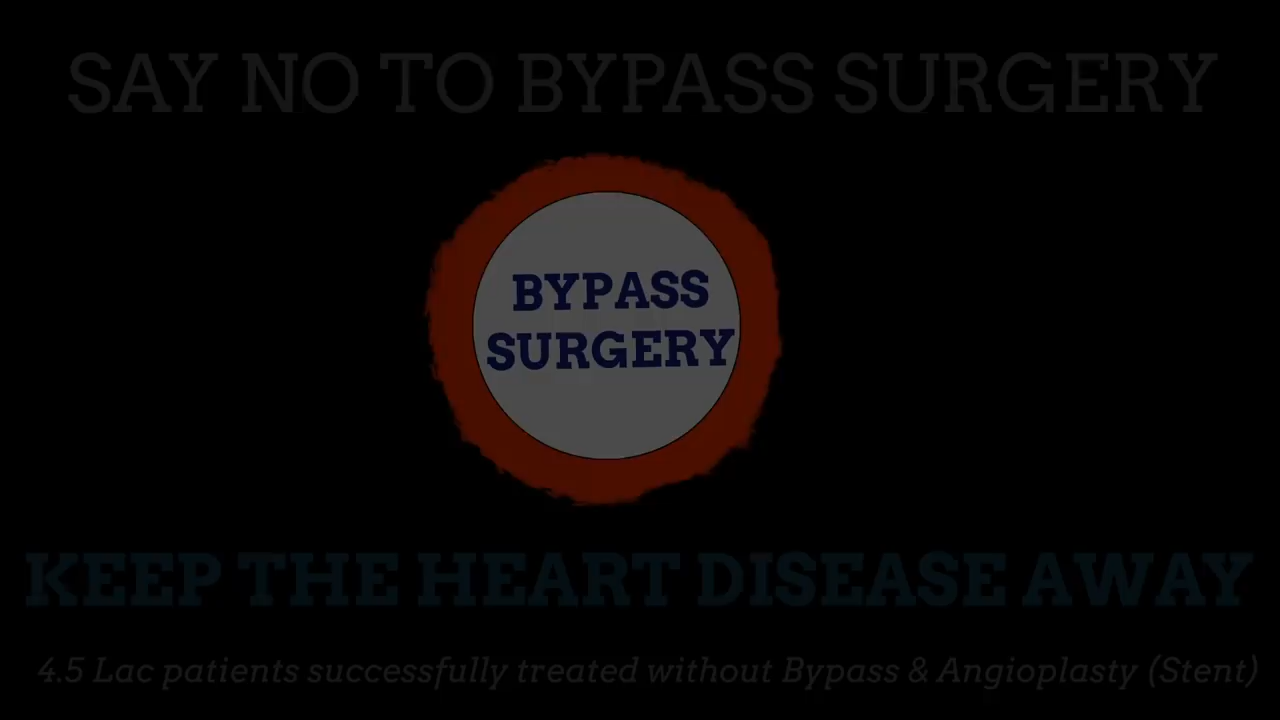 SAY NO TO BYPASS SURGERY
BYPASS
SURGERY
KEEP THE HEART DISEASE AWAY
4.5 Lac patients successfully treated without Bypass & Angioplasty (Stent)